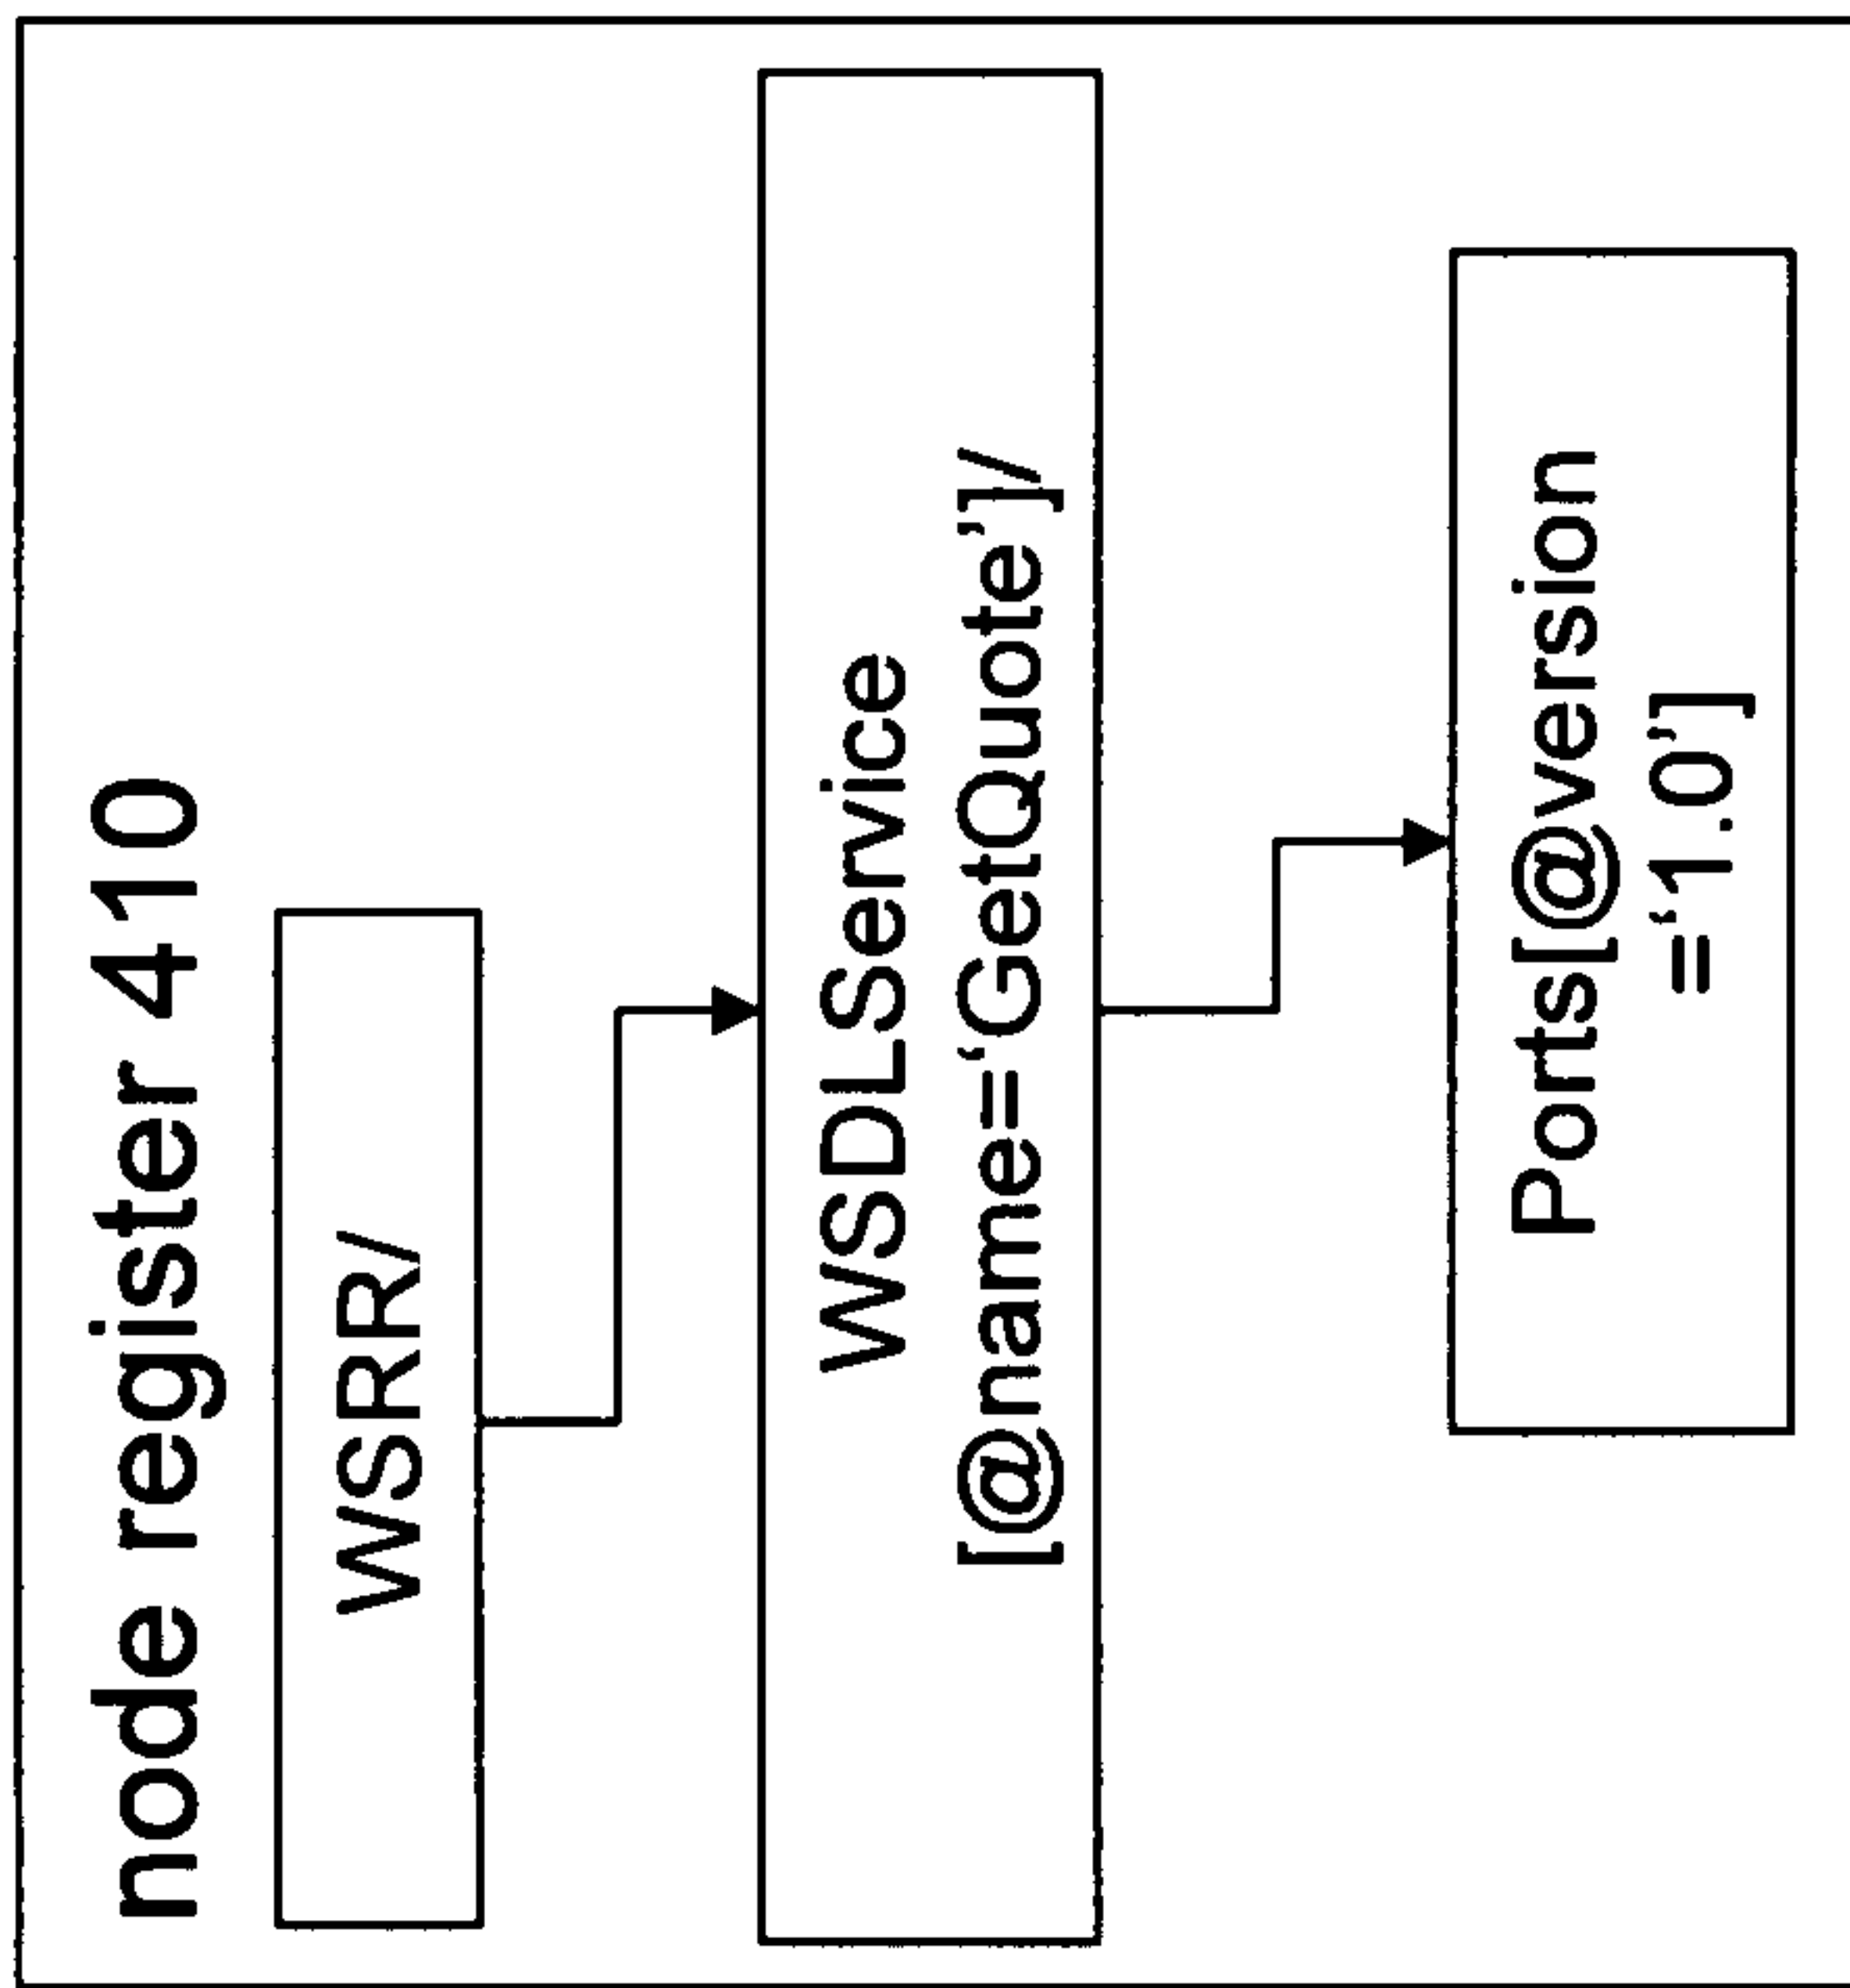 node register 410
WSRR/
WSDLService
[@name=‘GetQuote’]/
Ports[@version
=‘1.0’]